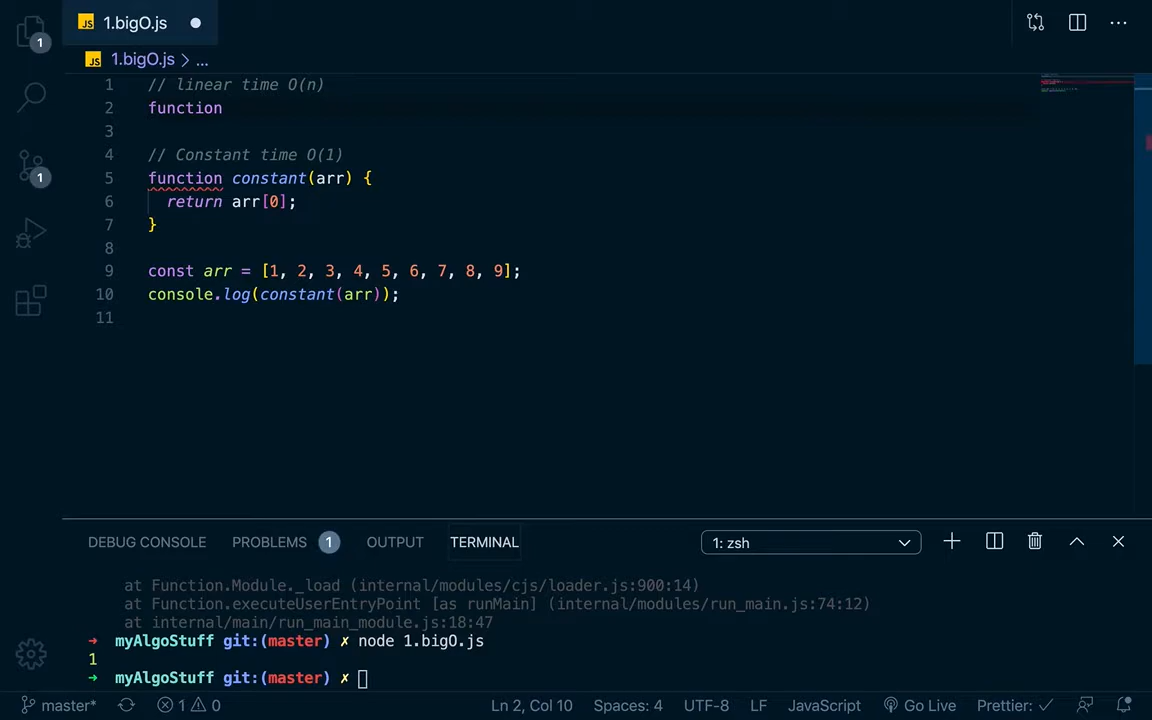 1
JS 1.bigO.js
JS 1.bigO.js > ...
1 // linear time O(n)
2 function
3
4 // Constant time O(1)
5 function constant(arr) {
6 return arr[0];
7 }
8
9 const arr = [1, 2, 3, 4, 5, 6, 7, 8, 9];
10 console.log(constant(arr));
11
1
DEBUG CONSOLE PROBLEMS 1 OUTPUT TERMINAL 1: zsh
at Function.Module._load (internal/modules/cjs/loader.js:900:14)
at Function.executeUserEntryPoint [as runMain] (internal/modules/run_main.js:74:12)
at internal/main/run_main_module.js:18:47
→ myAlgoStuff git:(master) ✗ node 1.bigO.js
1
→ myAlgoStuff git:(master) ✗
master* 1 0 Ln 2, Col 10 Spaces: 4 UTF-8 LF JavaScript Go Live Prettier: ✓